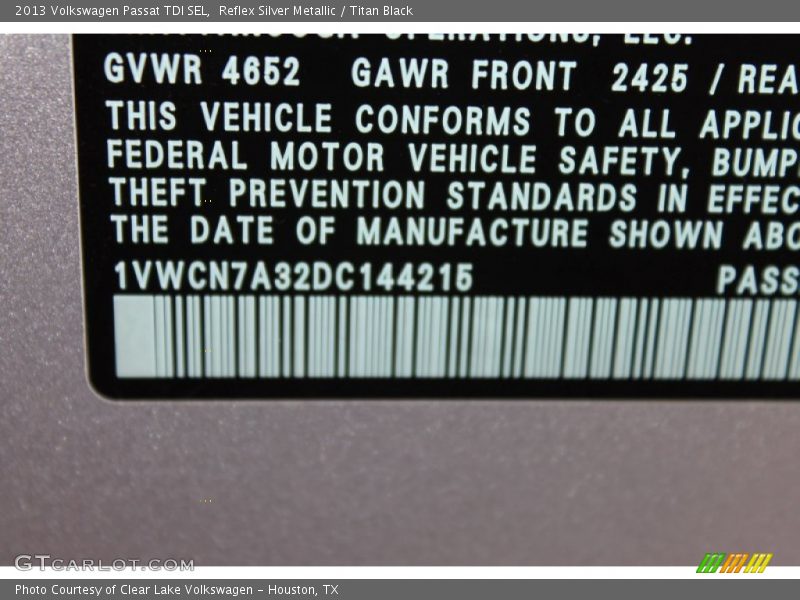 2013 Volkswagen Passat TDI SEL, Reflex Silver Metallic / Titan Black
OPERATIONS, LLC.
GVWR 4652 GAWR FRONT 2425 / REA
THIS VEHICLE CONFORMS TO ALL APPLIC
FEDERAL MOTOR VEHICLE SAFETY, BUMP
THEFT PREVENTION STANDARDS IN EFFEC
THE DATE OF MANUFACTURE SHOWN ABO
1VWCN7A32DC144215 PASS
GTCARLOT.COM
Photo Courtesy of Clear Lake Volkswagen – Houston, TX